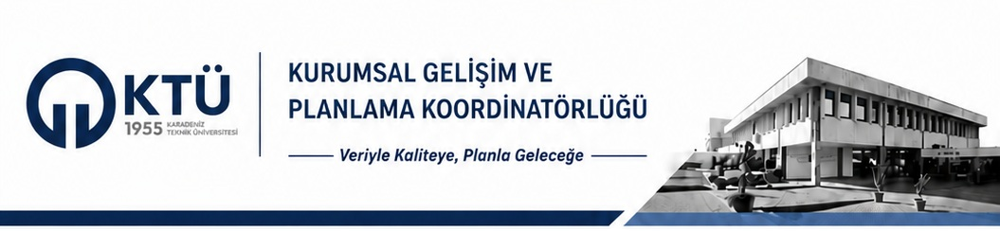 KTÜ
1955 KARADENİZ
TEKNİK ÜNİVERSİTESİ
KURUMSAL GELİŞİM VE
PLANLAMA KOORDİNATÖRLÜĞÜ
Veriyle Kaliteye, Planla Geleceğe